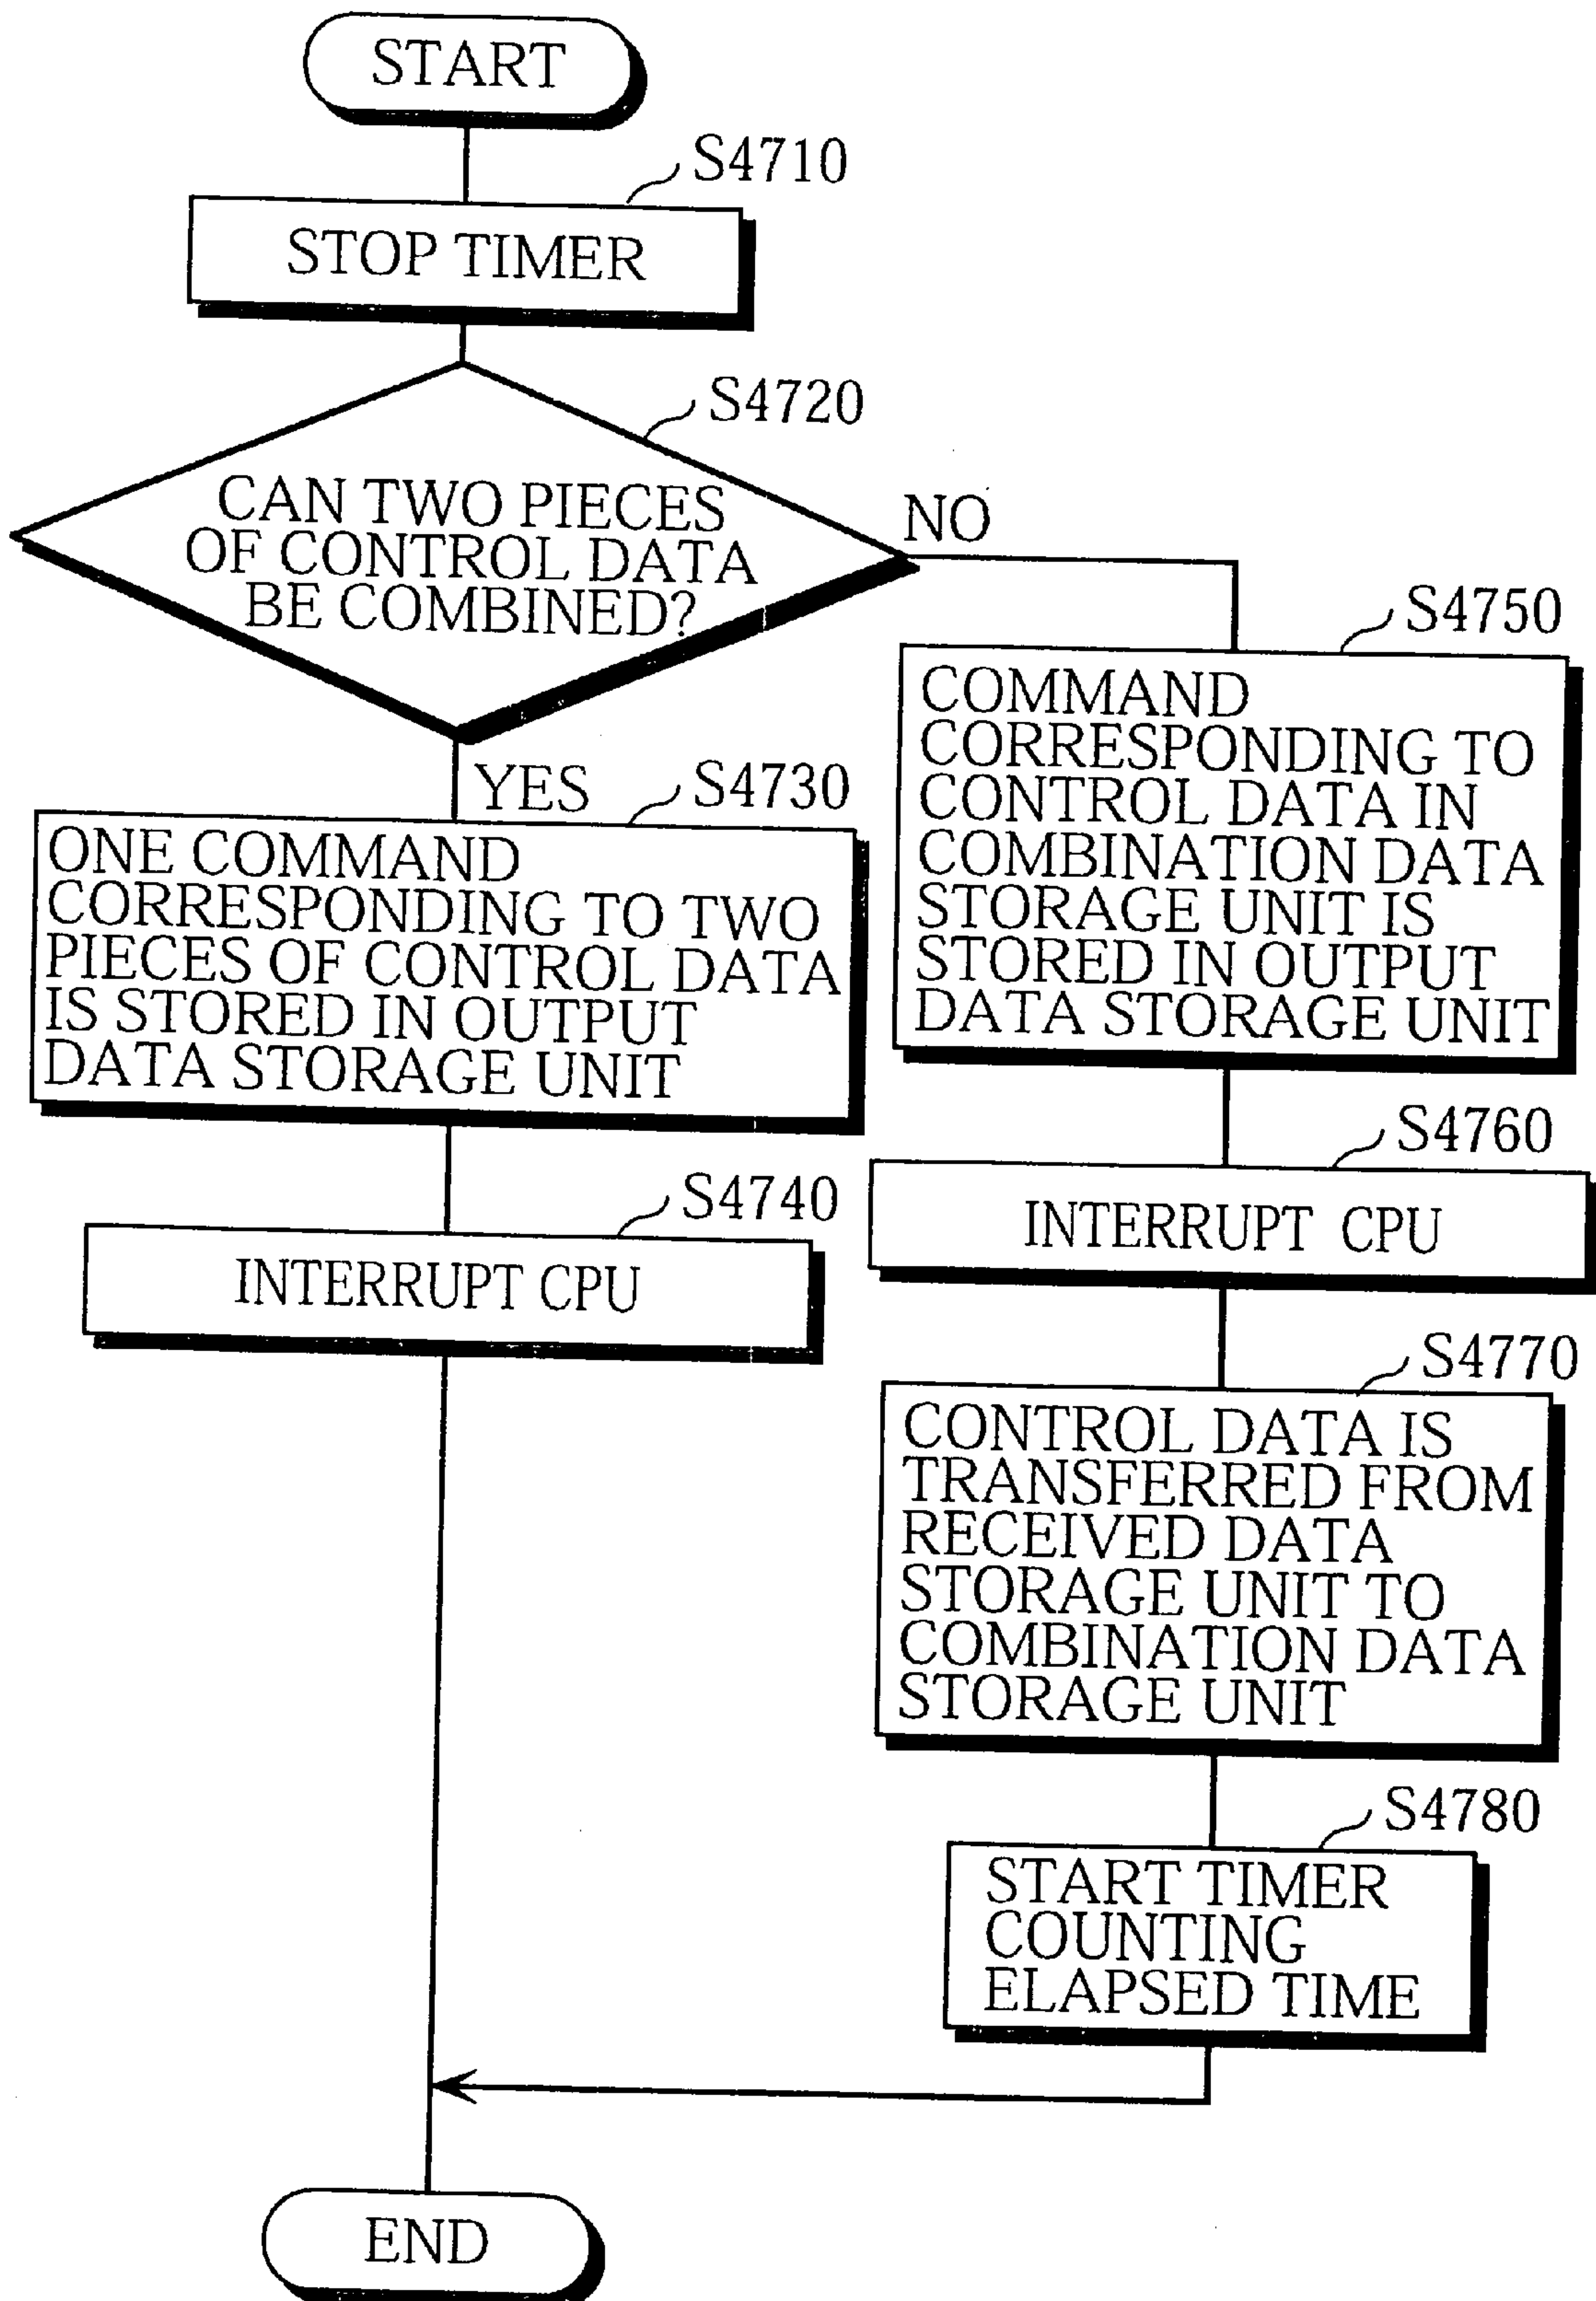 START
S4710
STOP TIMER
S4720
CAN TWO PIECES
OF CONTROL DATA
BE COMBINED?
NO
YES
S4730
ONE COMMAND
CORRESPONDING TO TWO
PIECES OF CONTROL DATA
IS STORED IN OUTPUT
DATA STORAGE UNIT
S4740
INTERRUPT CPU
S4750
COMMAND
CORRESPONDING TO
CONTROL DATA IN
COMBINATION DATA
STORAGE UNIT IS
STORED IN OUTPUT
DATA STORAGE UNIT
S4760
INTERRUPT CPU
S4770
CONTROL DATA IS
TRANSFERRED FROM
RECEIVED DATA
STORAGE UNIT TO
COMBINATION DATA
STORAGE UNIT
S4780
START TIMER
COUNTING
ELAPSED TIME
END